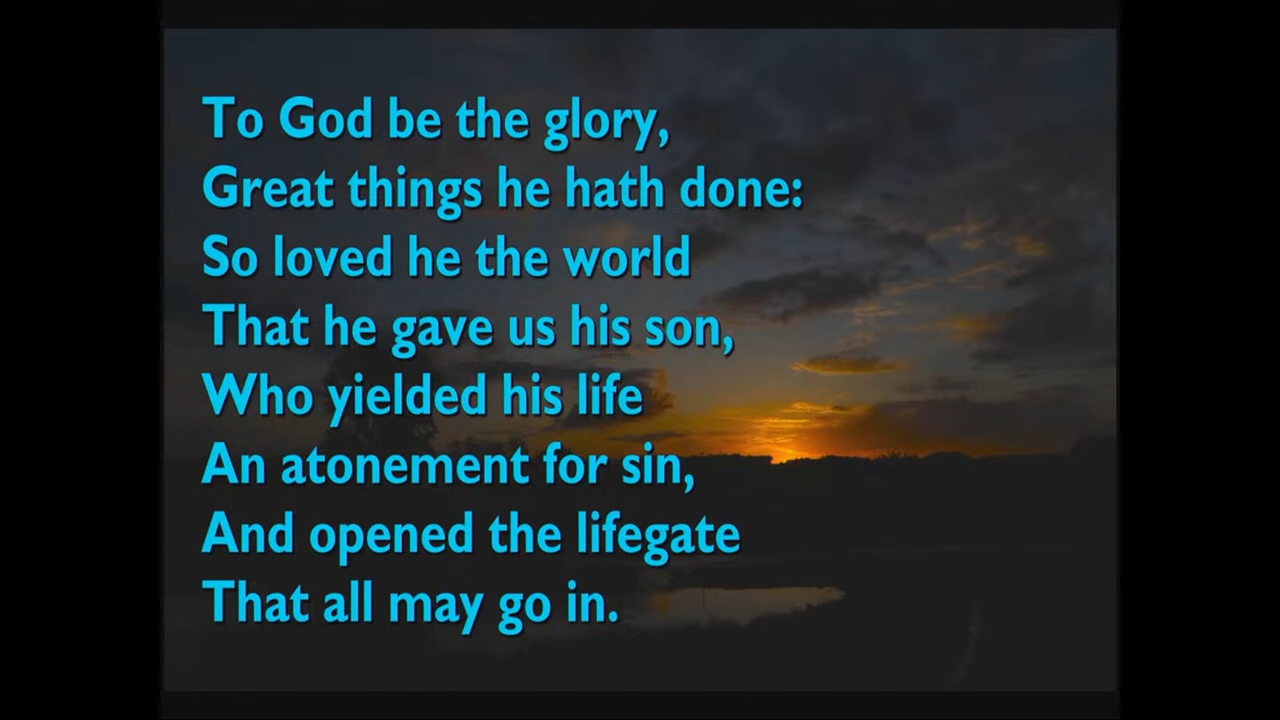 To God be the glory,
Great things he hath done:
So loved he the world
That he gave us his son,
Who yielded his life
An atonement for sin,
And opened the lifegate
That all may go in.